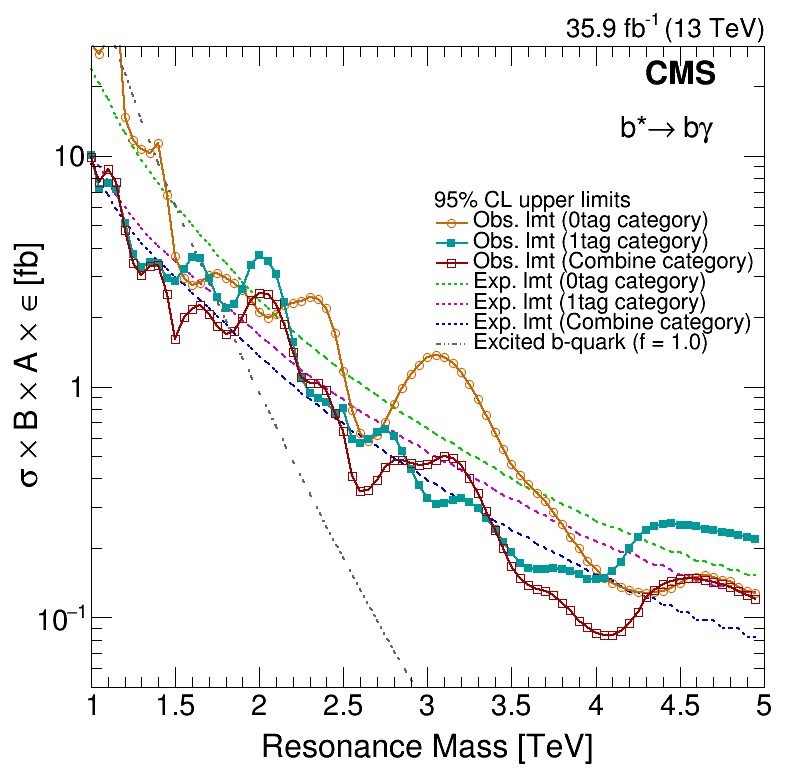 35.9 fb⁻¹ (13 TeV)
CMS
b*→ bγ
95% CL upper limits
Obs. lmt (0tag category)
Obs. lmt (1tag category)
Obs. lmt (Combine category)
Exp. lmt (0tag category)
Exp. lmt (1tag category)
Exp. lmt (Combine category)
Excited b-quark (f = 1.0)
σ × B × A × ∈ [fb]
10
1
10⁻¹
1 1.5 2 2.5 3 3.5 4 4.5 5
Resonance Mass [TeV]